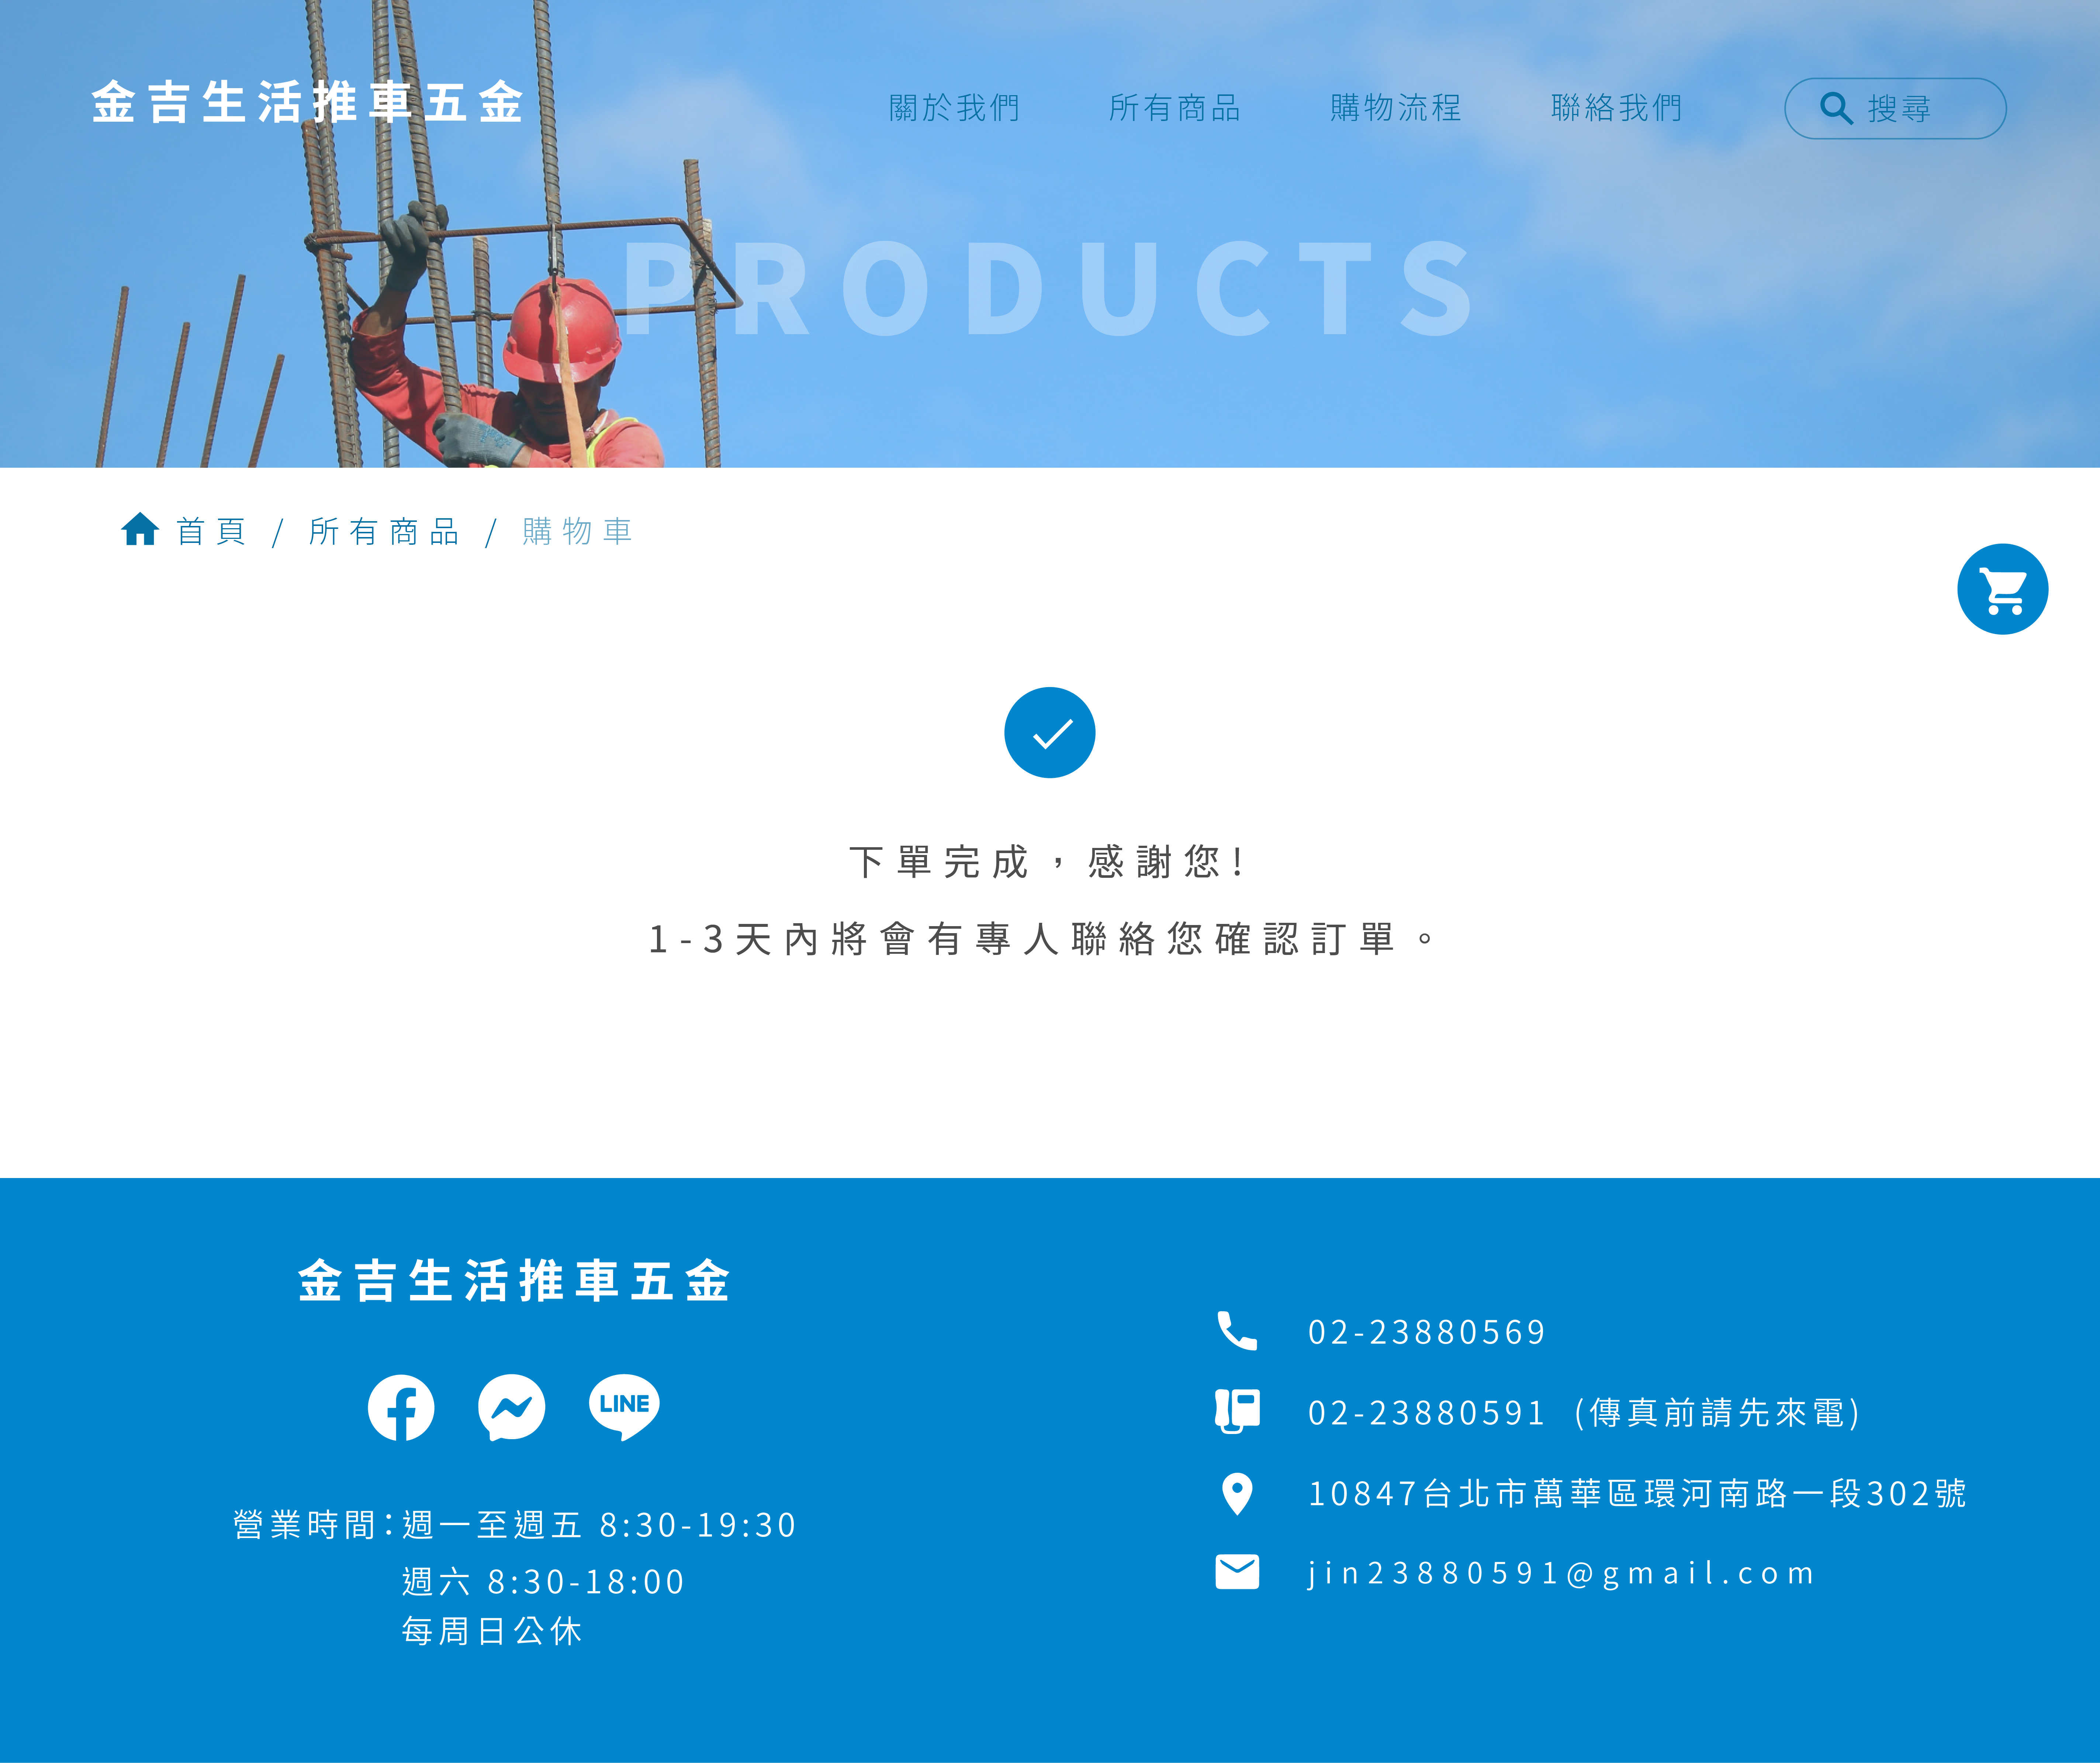 金吉生活推車五金
關於我們 所有商品 購物流程 聯絡我們 搜尋
PRODUCTS
首頁 / 所有商品 / 購物車
下單完成，感謝您!
1-3天內將會有專人聯絡您確認訂單。
金吉生活推車五金
LINE
營業時間：週一至週五 8:30-19:30
週六 8:30-18:00
每周日公休
02-23880569
02-23880591 (傳真前請先來電)
10847台北市萬華區環河南路一段302號
jin23880591@gmail.com